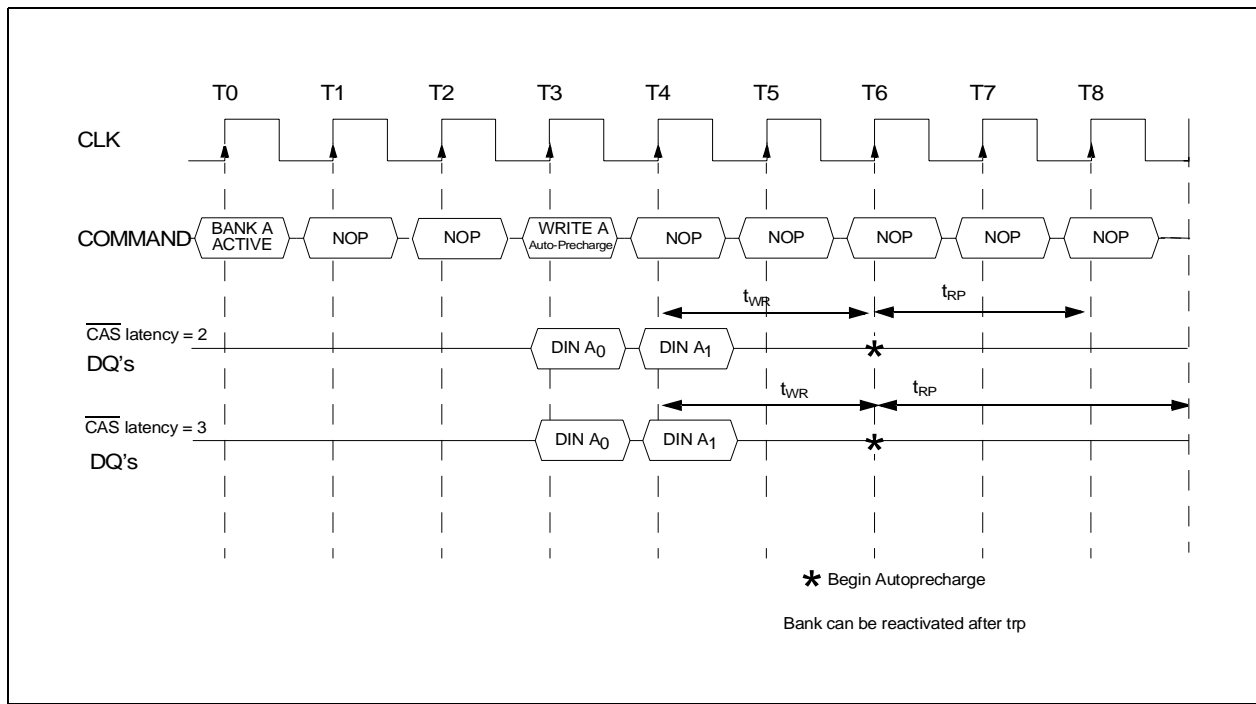 T0 T1 T2 T3 T4 T5 T6 T7 T8
CLK
COMMAND
BANK A
ACTIVE
NOP
NOP
WRITE A
Auto-Precharge
NOP
NOP
NOP
NOP
NOP
tWR
tRP
CAS latency = 2
DQ's
DIN A0
DIN A1
*
tWR
tRP
CAS latency = 3
DQ's
DIN A0
DIN A1
*
* Begin Autoprecharge
Bank can be reactivated after trp